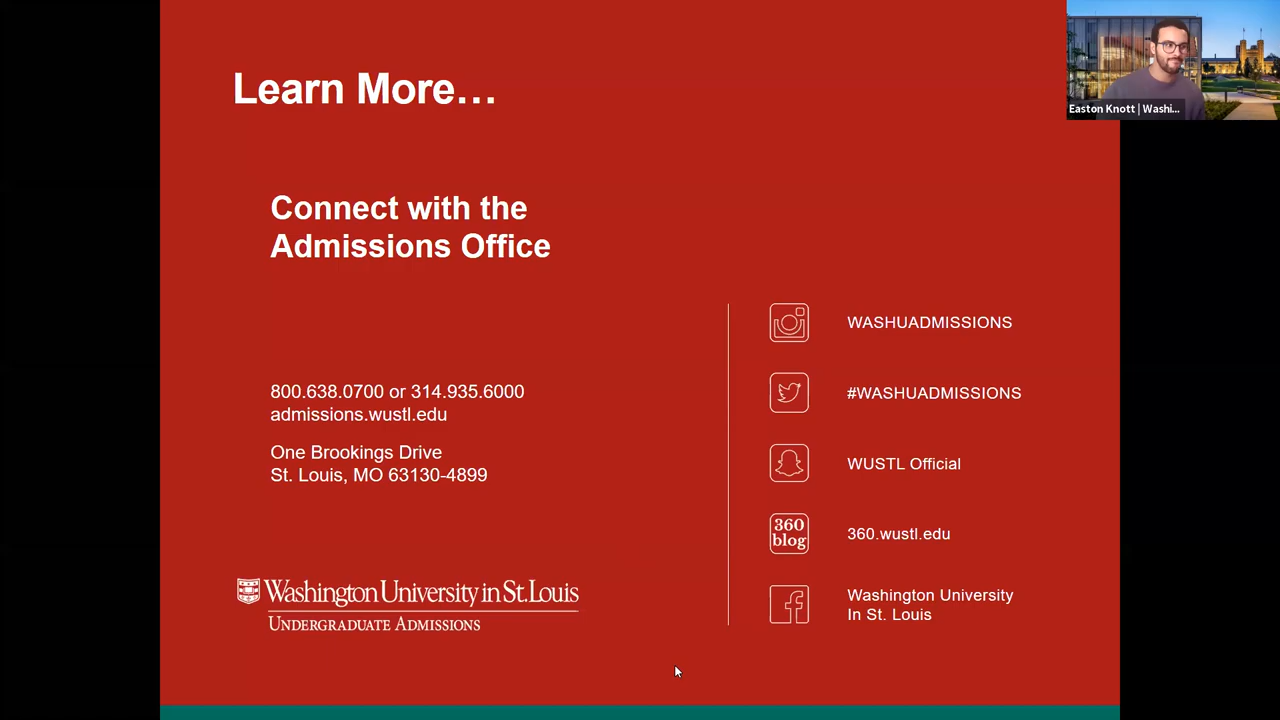 Learn More…
Easton Knott | Washi...
Connect with the
Admissions Office
800.638.0700 or 314.935.6000
admissions.wustl.edu
One Brookings Drive
St. Louis, MO 63130-4899
Washington University in St. Louis
UNDERGRADUATE ADMISSIONS
WASHUADMISSIONS
#WASHUADMISSIONS
WUSTL Official
360
blog
360.wustl.edu
Washington University
In St. Louis